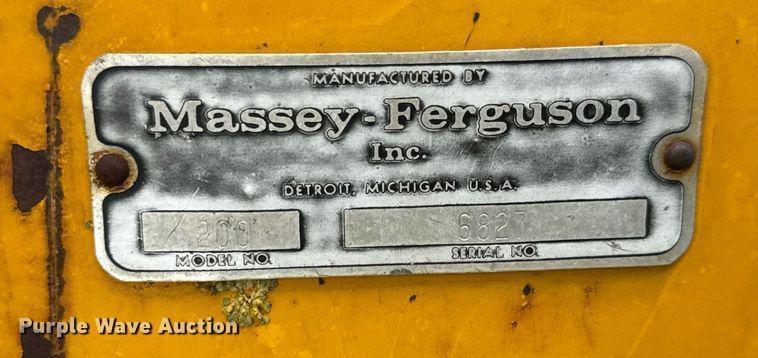 MANUFACTURED BY
Massey-Ferguson
Inc.
DETROIT, MICHIGAN U.S.A.
200 6827
MODEL NO. SERIAL NO.
Purple Wave Auction